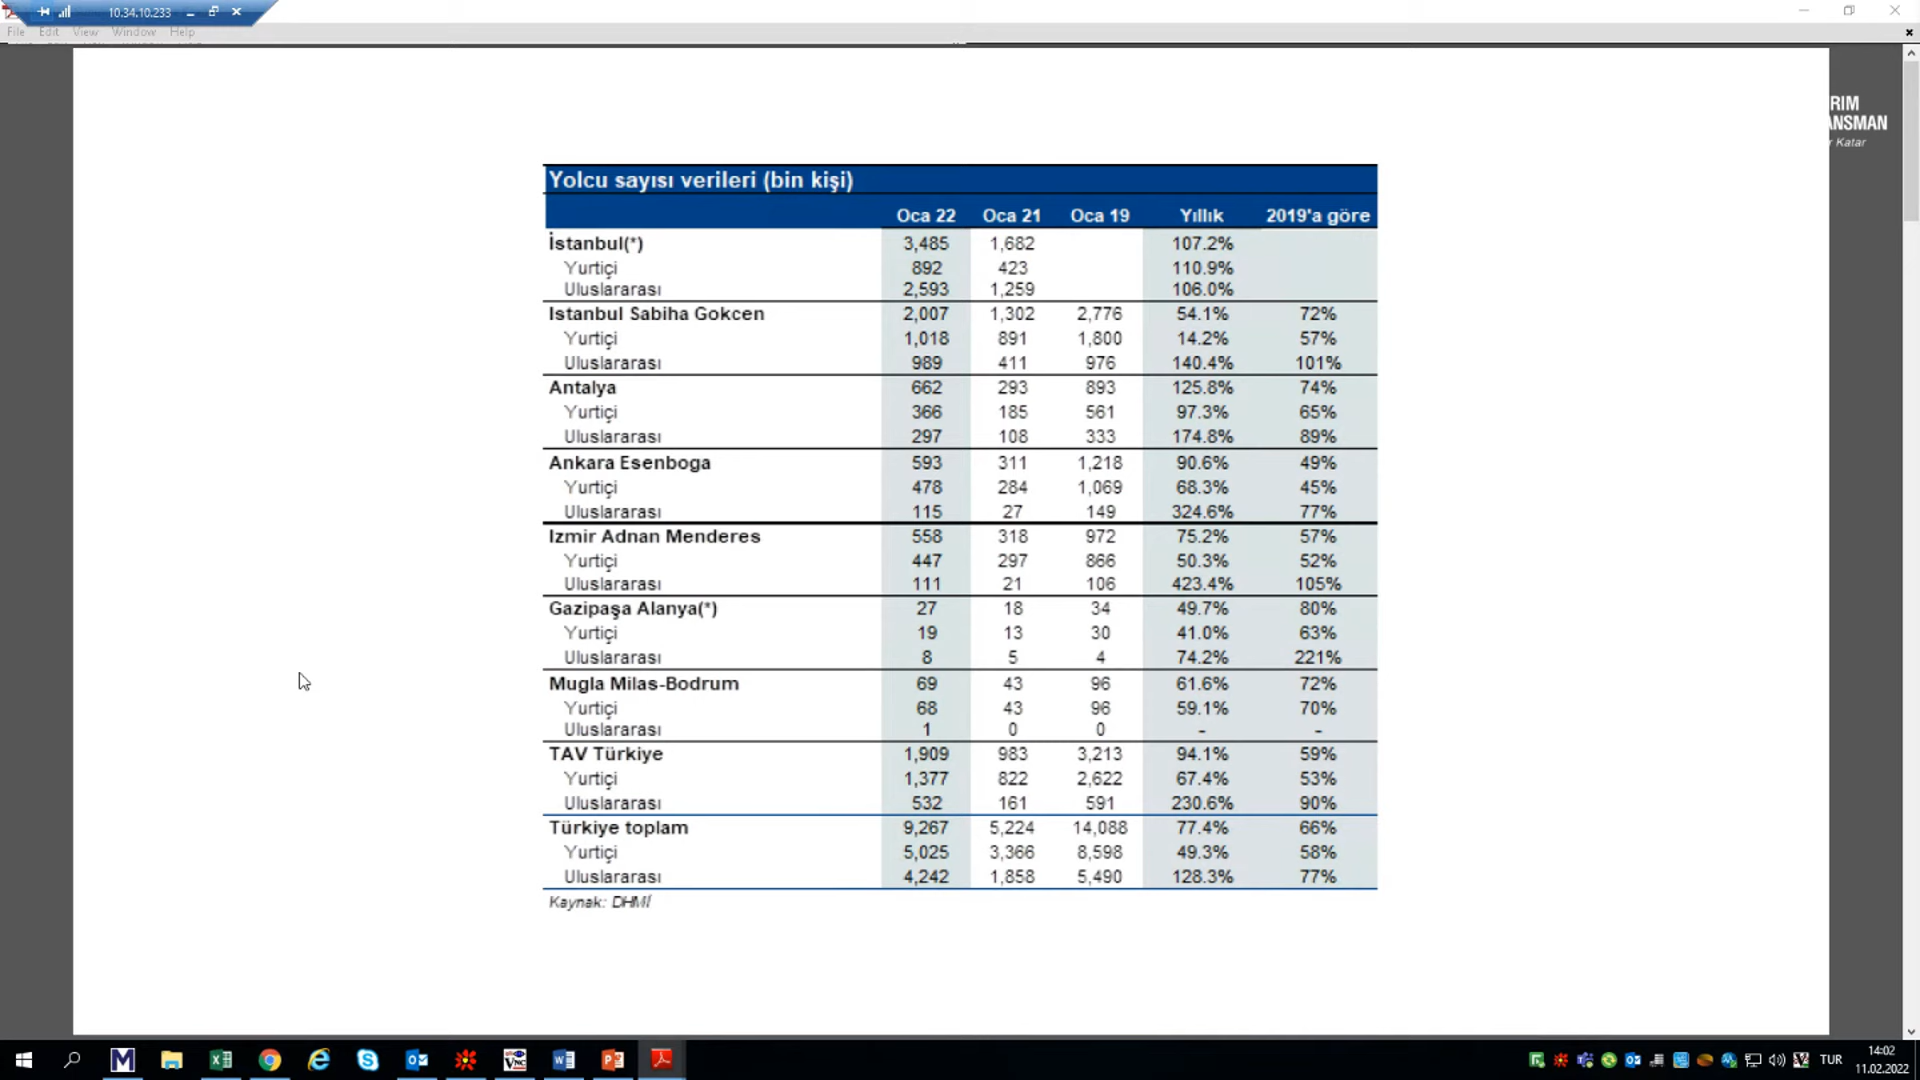 10.34.10.233
File Edit View Window Help
RIM
ANSMAN
r Katar
Yolcu sayısı verileri (bin kişi)
Oca 22 Oca 21 Oca 19 Yıllık 2019'a göre
İstanbul(*) 3,485 1,682 107.2%
Yurtiçi 892 423 110.9%
Uluslararası 2,593 1,259 106.0%
Istanbul Sabiha Gokcen 2,007 1,302 2,776 54.1% 72%
Yurtiçi 1,018 891 1,800 14.2% 57%
Uluslararası 989 411 976 140.4% 101%
Antalya 662 293 893 125.8% 74%
Yurtiçi 366 185 561 97.3% 65%
Uluslararası 297 108 333 174.8% 89%
Ankara Esenboga 593 311 1,218 90.6% 49%
Yurtiçi 478 284 1,069 68.3% 45%
Uluslararası 115 27 149 324.6% 77%
Izmir Adnan Menderes 558 318 972 75.2% 57%
Yurtiçi 447 297 866 50.3% 52%
Uluslararası 111 21 106 423.4% 105%
Gazipaşa Alanya(*) 27 18 34 49.7% 80%
Yurtiçi 19 13 30 41.0% 63%
Uluslararası 8 5 4 74.2% 221%
Mugla Milas-Bodrum 69 43 96 61.6% 72%
Yurtiçi 68 43 96 59.1% 70%
Uluslararası 1 0 0 - -
TAV Türkiye 1,909 983 3,213 94.1% 59%
Yurtiçi 1,377 822 2,622 67.4% 53%
Uluslararası 532 161 591 230.6% 90%
Türkiye toplam 9,267 5,224 14,088 77.4% 66%
Yurtiçi 5,025 3,366 8,598 49.3% 58%
Uluslararası 4,242 1,858 5,490 128.3% 77%
Kaynak: DHMİ
TUR
14:02
11.02.2022